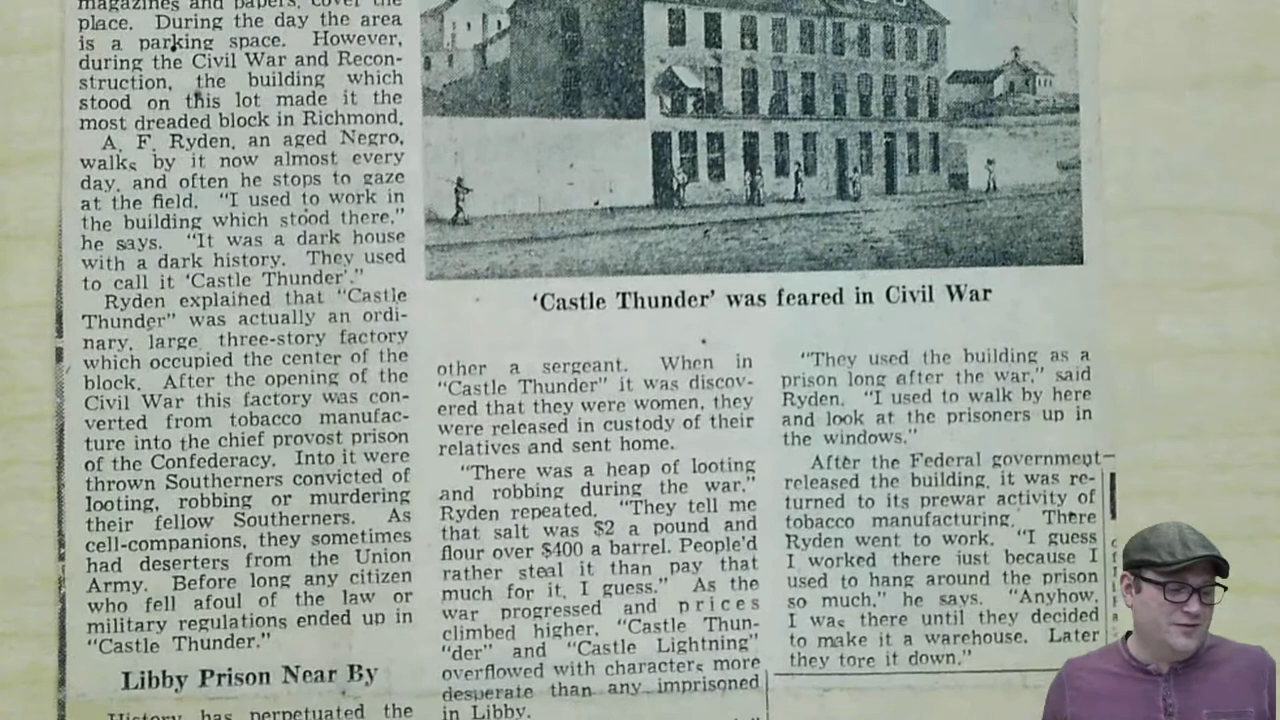 magazines and papers, cover the
place. During the day the area
is a parking space. However,
during the Civil War and Recon-
struction, the building which
stood on this lot made it the
most dreaded block in Richmond.
A. F. Ryden, an aged Negro,
walks by it now almost every
day, and often he stops to gaze
at the field. "I used to work in
the building which stood there,"
he says. "It was a dark house
with a dark history. They used
to call it 'Castle Thunder'."
Ryden explained that "Castle
Thunder" was actually an ordi-
nary, large three-story factory
which occupied the center of the
block. After the opening of the
Civil War this factory was con-
verted from tobacco manufac-
ture into the chief provost prison
of the Confederacy. Into it were
thrown Southerners convicted of
looting, robbing or murdering
their fellow Southerners. As
cell-companions, they sometimes
had deserters from the Union
Army. Before long any citizen
who fell afoul of the law or
military regulations ended up in
"Castle Thunder."
Libby Prison Near By
History has perpetuated the
'Castle Thunder' was feared in Civil War
other a sergeant. When in
"Castle Thunder" it was discov-
ered that they were women, they
were released in custody of their
relatives and sent home.
"There was a heap of looting
and robbing during the war,"
Ryden repeated. "They tell me
that salt was $2 a pound and
flour over $400 a barrel. People'd
rather steal it than pay that
much for it, I guess." As the
war progressed and prices
climbed higher, "Castle Thun-
"der" and "Castle Lightning"
overflowed with characters more
desperate than any imprisoned
in Libby.
"They used the building as a
prison long after the war," said
Ryden. "I used to walk by here
and look at the prisoners up in
the windows."
After the Federal government
released the building, it was re-
turned to its prewar activity of
tobacco manufacturing. There
Ryden went to work. "I guess
I worked there just because I
used to hang around the prison
so much," he says. "Anyhow,
I was there until they decided
to make it a warehouse. Later
they tore it down."